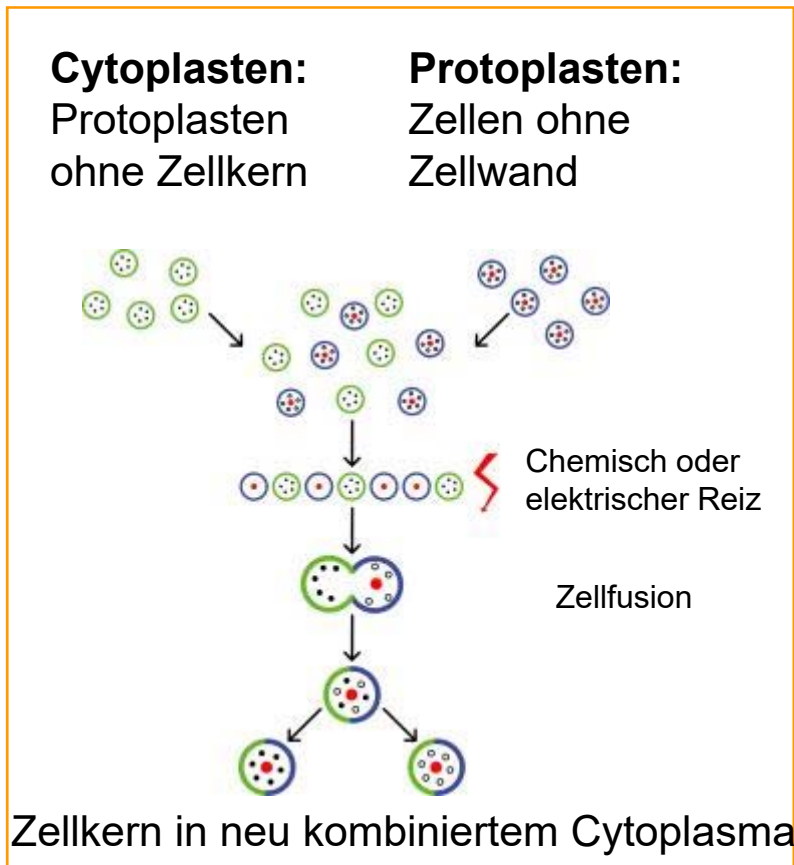 Cytoplasten:
Protoplasten
ohne Zellkern
Protoplasten:
Zellen ohne
Zellwand
Chemisch oder
elektrischer Reiz
Zellfusion
Zellkern in neu kombiniertem Cytoplasma